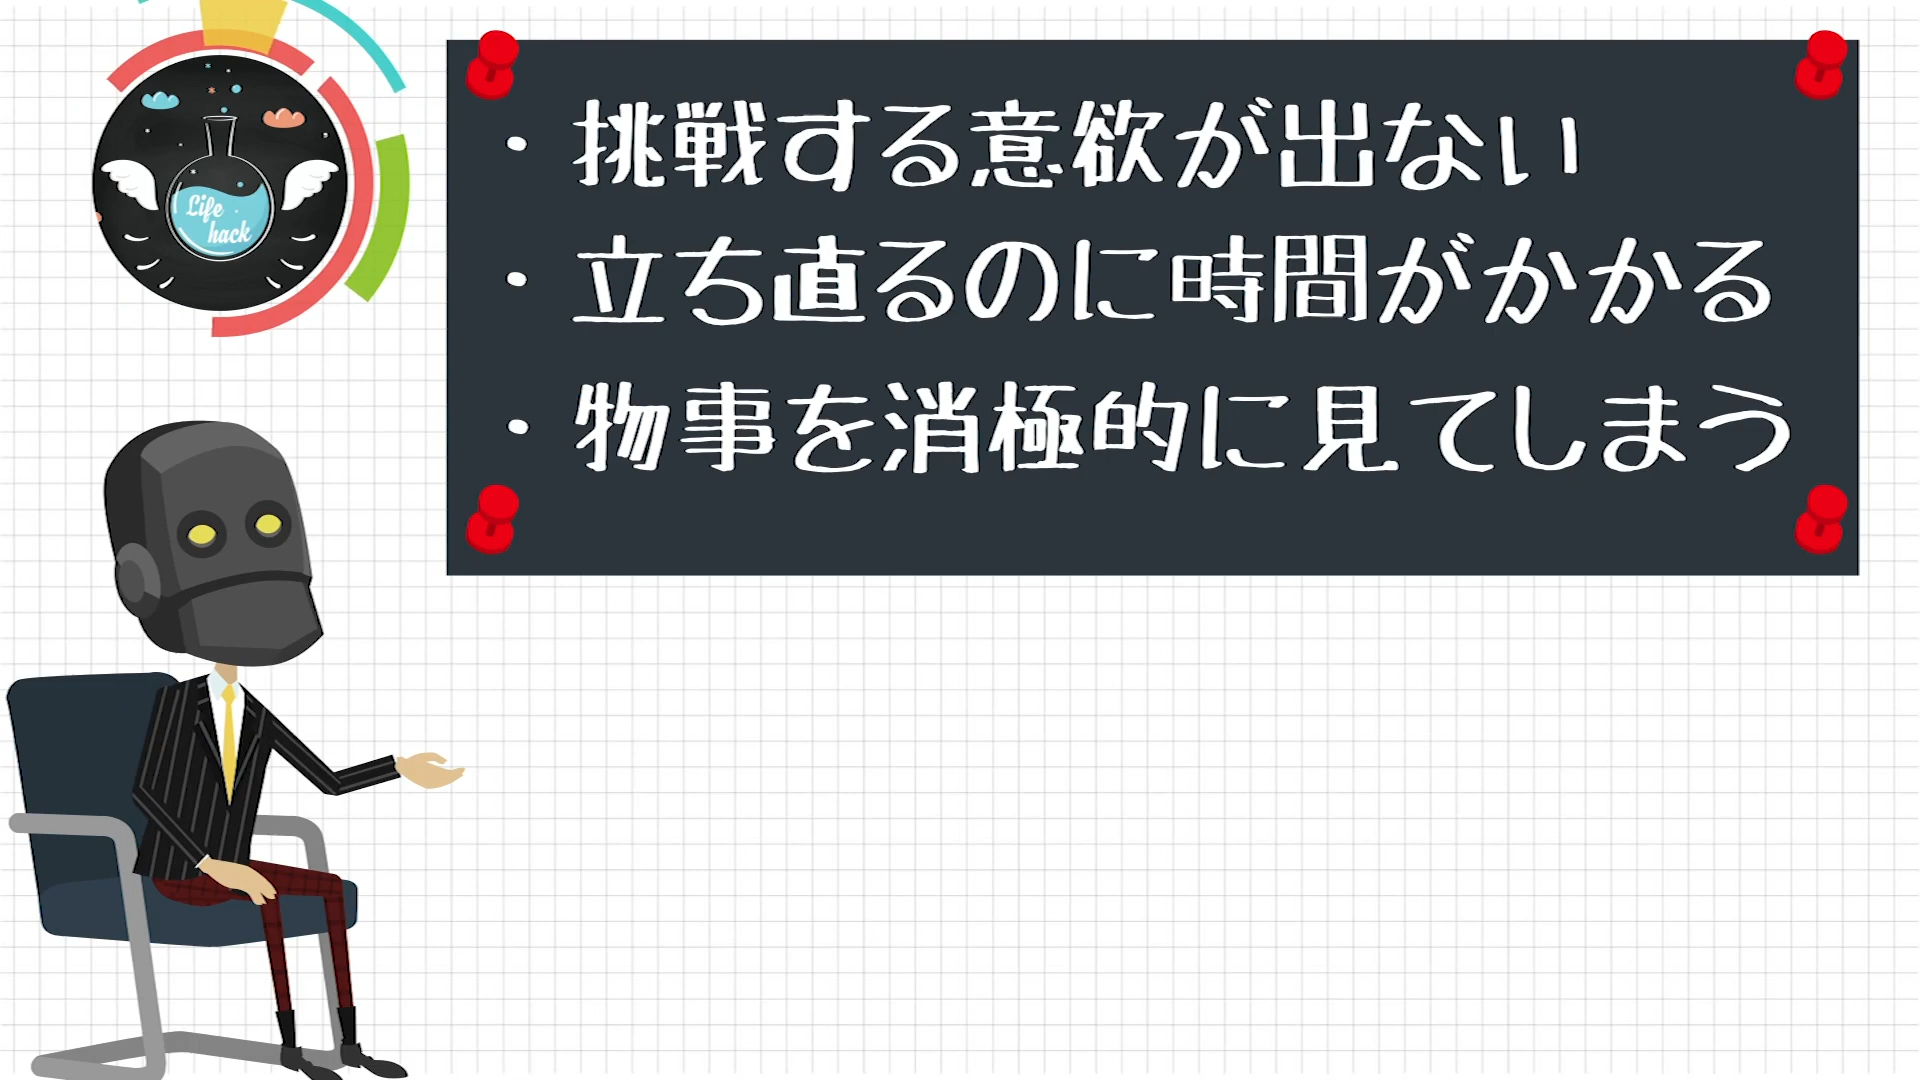 Life
hack
・挑戦する意欲が出ない
・立ち直るのに時間がかかる
・物事を消極的に見てしまう